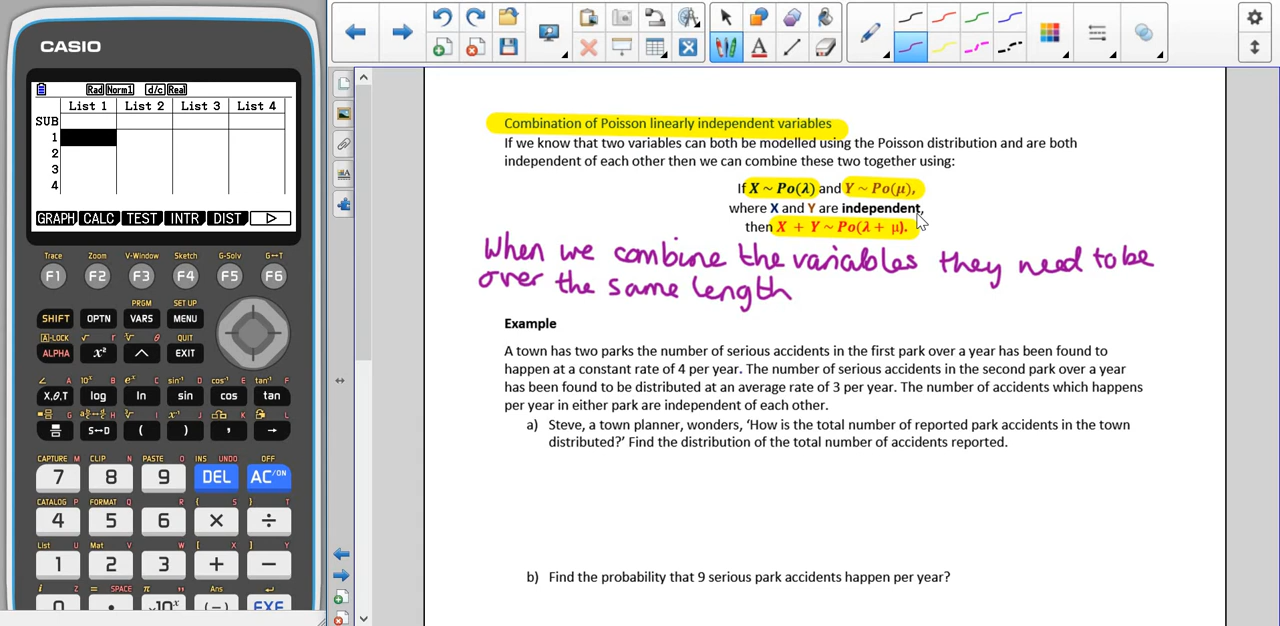 CASIO
Rad Norm1 d/c Real
List 1 List 2 List 3 List 4
SUB
1
2
3
4
GRAPH CALC TEST INTR DIST
Trace Zoom V-Window Sketch G-Solv G↔T
F1 F2 F3 F4 F5 F6
PRGM SET UP
SHIFT OPTN VARS MENU
A-LOCK √ r θ QUIT
ALPHA x² ^ EXIT
∠ A 10ˣ B eˣ C sin⁻¹ D cos⁻¹ E tan⁻¹ F
X,θ,T log ln sin cos tan
S↔D ( ) , →
CAPTURE M CLIP N PASTE O INS UNDO OFF
7 8 9 DEL AC/ON
CATALOG P FORMAT Q R { S } T
4 5 6 × ÷
List U Mat V W [ X ] Y
1 2 3 + −
i Z = SPACE π " Ans
0 . ×10ˣ (−) EXE
Combination of Poisson linearly independent variables
If we know that two variables can both be modelled using the Poisson distribution and are both
independent of each other then we can combine these two together using:
If X ~ Po(λ) and Y ~ Po(μ),
where X and Y are independent,
then X + Y ~ Po(λ + μ).
When we combine the variables they need to be
over the same length
Example
A town has two parks the number of serious accidents in the first park over a year has been found to
happen at a constant rate of 4 per year. The number of serious accidents in the second park over a year
has been found to be distributed at an average rate of 3 per year. The number of accidents which happens
per year in either park are independent of each other.
a) Steve, a town planner, wonders, ‘How is the total number of reported park accidents in the town
distributed?’ Find the distribution of the total number of accidents reported.
b) Find the probability that 9 serious park accidents happen per year?